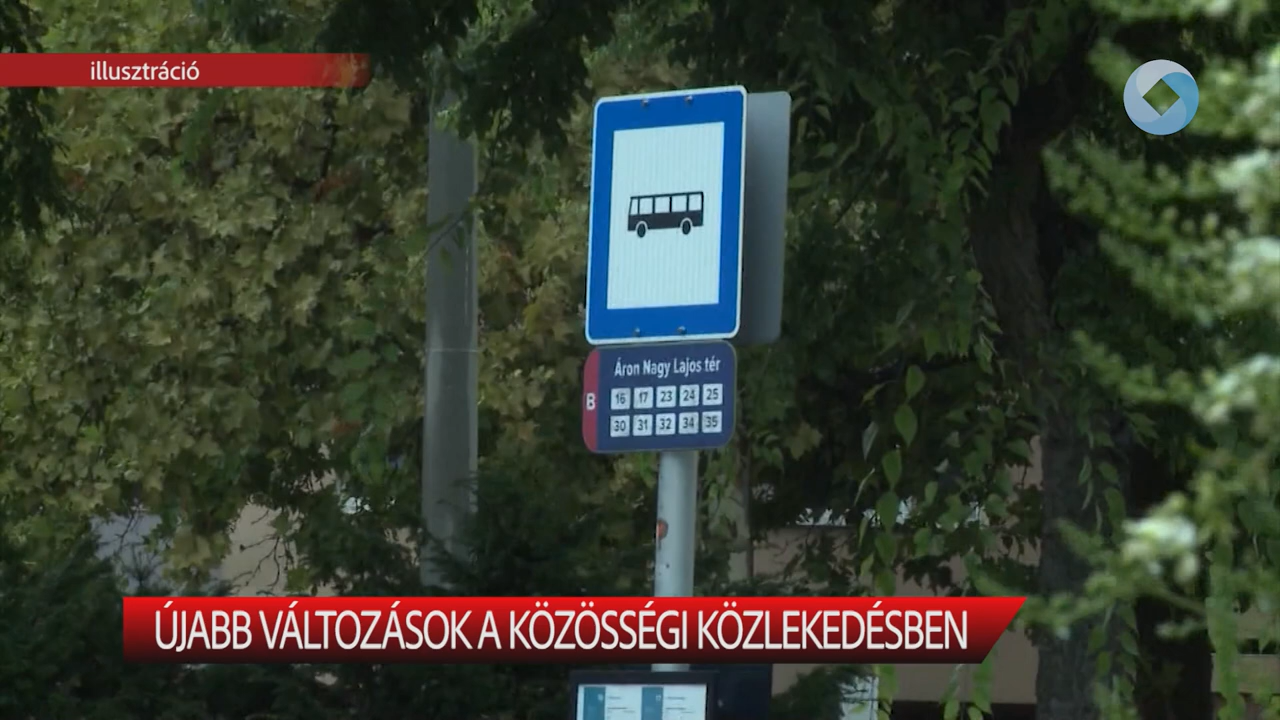 illusztráció
Áron Nagy Lajos tér
B
16 17 23 24 25
30 31 32 34 35
ÚJABB VÁLTOZÁSOK A KÖZÖSSÉGI KÖZLEKEDÉSBEN